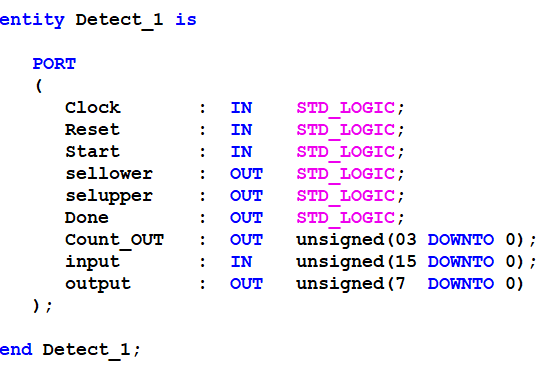 entity Detect_1 is
PORT
(
Clock : IN STD_LOGIC;
Reset : IN STD_LOGIC;
Start : IN STD_LOGIC;
sellower : OUT STD_LOGIC;
selupper : OUT STD_LOGIC;
Done : OUT STD_LOGIC;
Count_OUT : OUT unsigned(03 DOWNTO 0);
input : IN unsigned(15 DOWNTO 0);
output : OUT unsigned(7 DOWNTO 0)
);
end Detect_1;